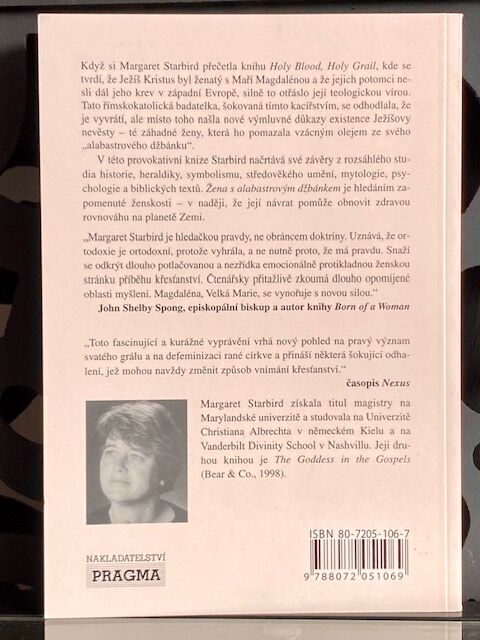 Když si Margaret Starbird přečetla knihu Holy Blood, Holy Grail, kde se
tvrdí, že Ježíš Kristus byl ženatý s Maří Magdalénou a že jejich potomci ne-
sli dál jeho krev v západní Evropě, silně to otřáslo její teologickou vírou.
Tato římskokatolická badatelka, šokovaná tímto kacířstvím, se odhodlala, že
je vyvrátí, ale místo toho našla nové výmluvné důkazy existence Ježíšovy
nevěsty – té záhadné ženy, která ho pomazala vzácným olejem ze svého
„alabastrového džbánku“.
V této provokativní knize Starbird načrtává své závěry z rozsáhlého stu-
dia historie, heraldiky, symbolismu, středověkého umění, mytologie, psy-
chologie a biblických textů. Žena s alabastrovým džbánkem je hledáním za-
pomenuté ženskosti – v naději, že její návrat pomůže obnovit zdravou
rovnováhu na planetě Zemi.
„Margaret Starbird je hledačkou pravdy, ne obráncem doktríny. Uznává, že or-
todoxie je ortodoxní, protože vyhrála, a ne nutně proto, že má pravdu. Snaží
se odkrýt dlouho potlačovanou a nezřídka emocionálně protikladnou ženskou
stránku příběhu křesťanství. Čtenářsky přitažlivě zkoumá dlouho opomíjené
oblasti myšlení. Magdaléna, Velká Marie, se vynořuje s novou silou.“
John Shelby Spong, episkopální biskup a autor knihy Born of a Woman
„Toto fascinující a kurážné vyprávění vrhá nový pohled na pravý význam
svatého grálu a na defeminizaci rané církve a přináší některá šokující odha-
lení, jež mohou navždy změnit způsob vnímání křesťanství.“
časopis Nexus
Margaret Starbird získala titul magistry na
Marylandské univerzitě a studovala na Univerzitě
Christiana Albrechta v německém Kielu a na
Vanderbilt Divinity School v Nashvillu. Její dru-
hou knihou je The Goddess in the Gospels
(Bear & Co., 1998).
ISBN 80-7205-106-7
9 788072 051069
NAKLADATELSTVÍ
PRAGMA